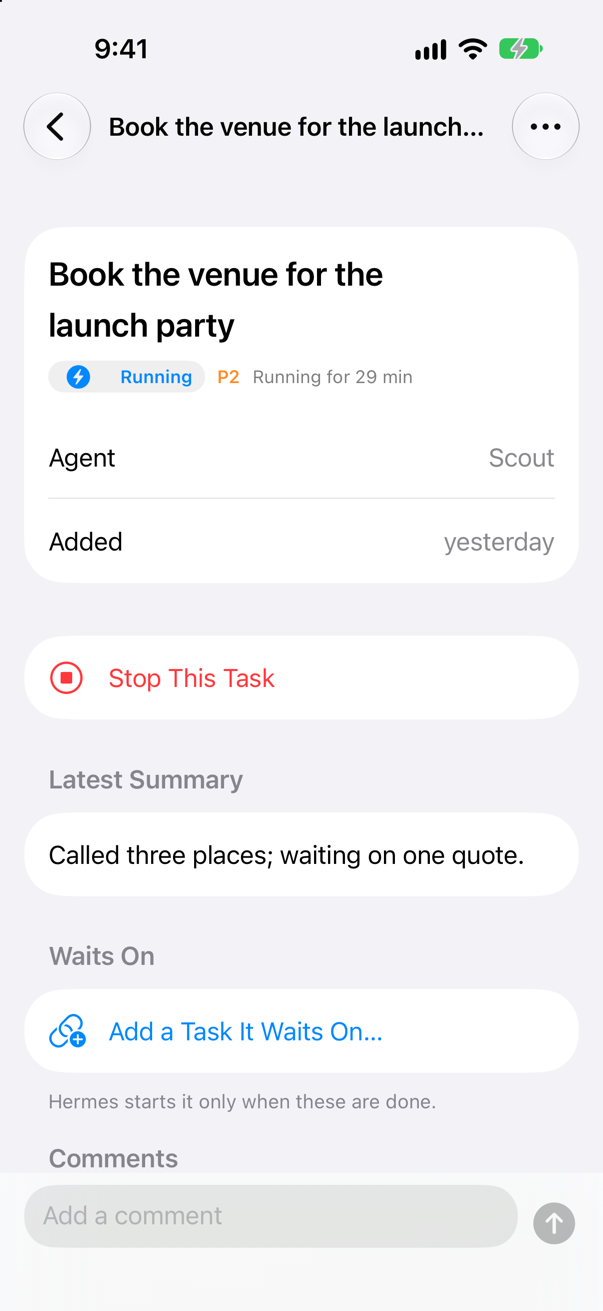 9:41
Book the venue for the launch...
Book the venue for the
launch party
Running P2 Running for 29 min
Agent Scout
Added yesterday
Stop This Task
Latest Summary
Called three places; waiting on one quote.
Waits On
Add a Task It Waits On...
Hermes starts it only when these are done.
Comments
Add a comment